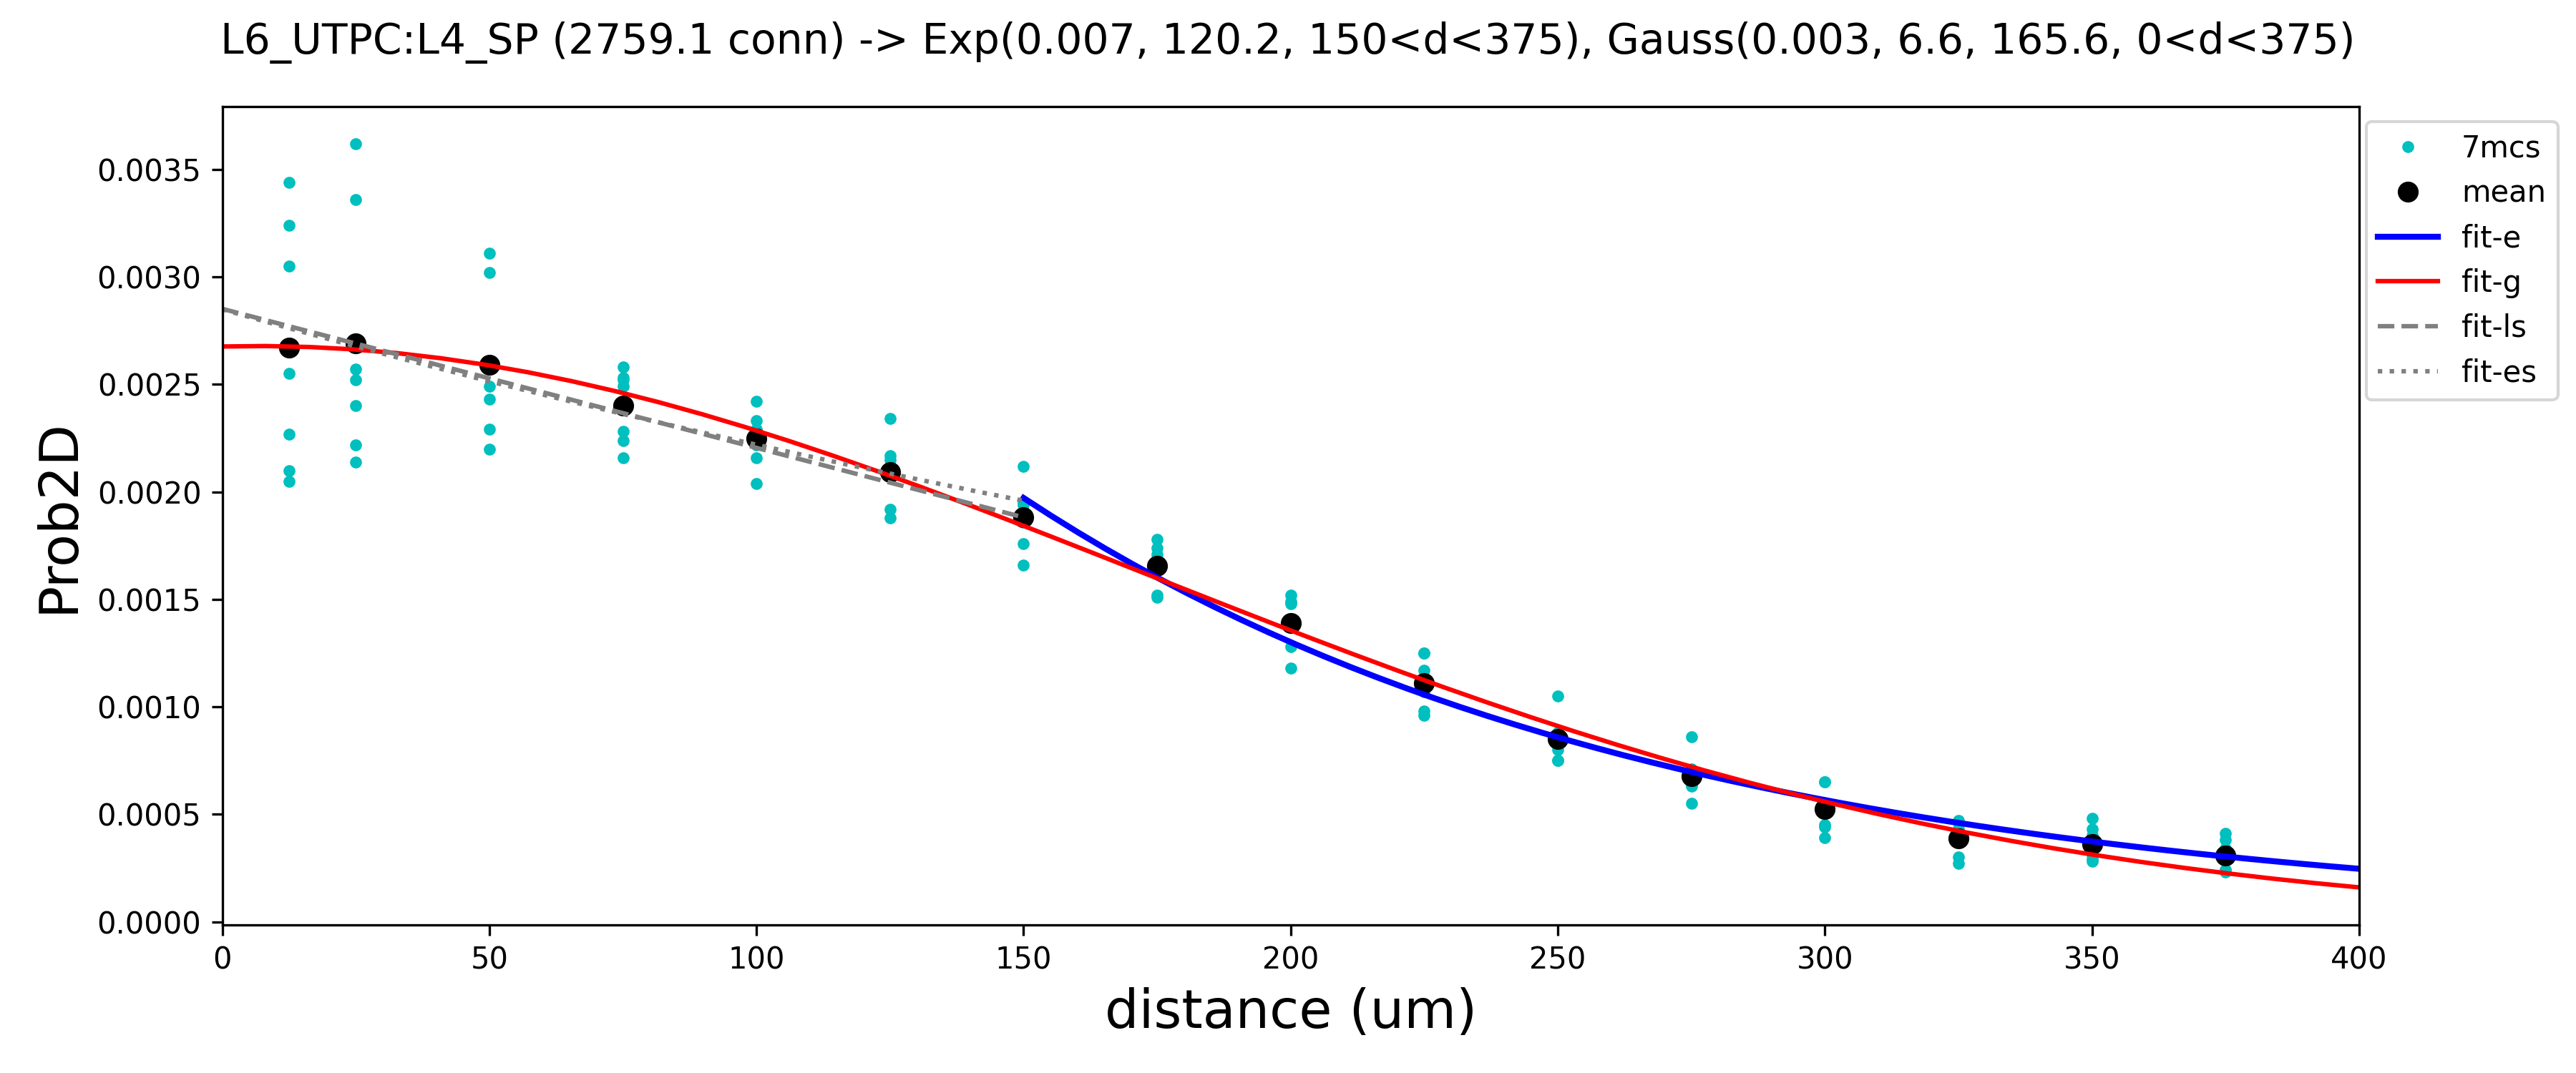 L6_UTPC:L4_SP (2759.1 conn) -> Exp(0.007, 120.2, 150<d<375), Gauss(0.003, 6.6, 165.6, 0<d<375)
Prob2D
0.0035
0.0030
0.0025
0.0020
0.0015
0.0010
0.0005
0.0000
0 50 100 150 200 250 300 350 400
distance (um)
7mcs
mean
fit-e
fit-g
fit-ls
fit-es